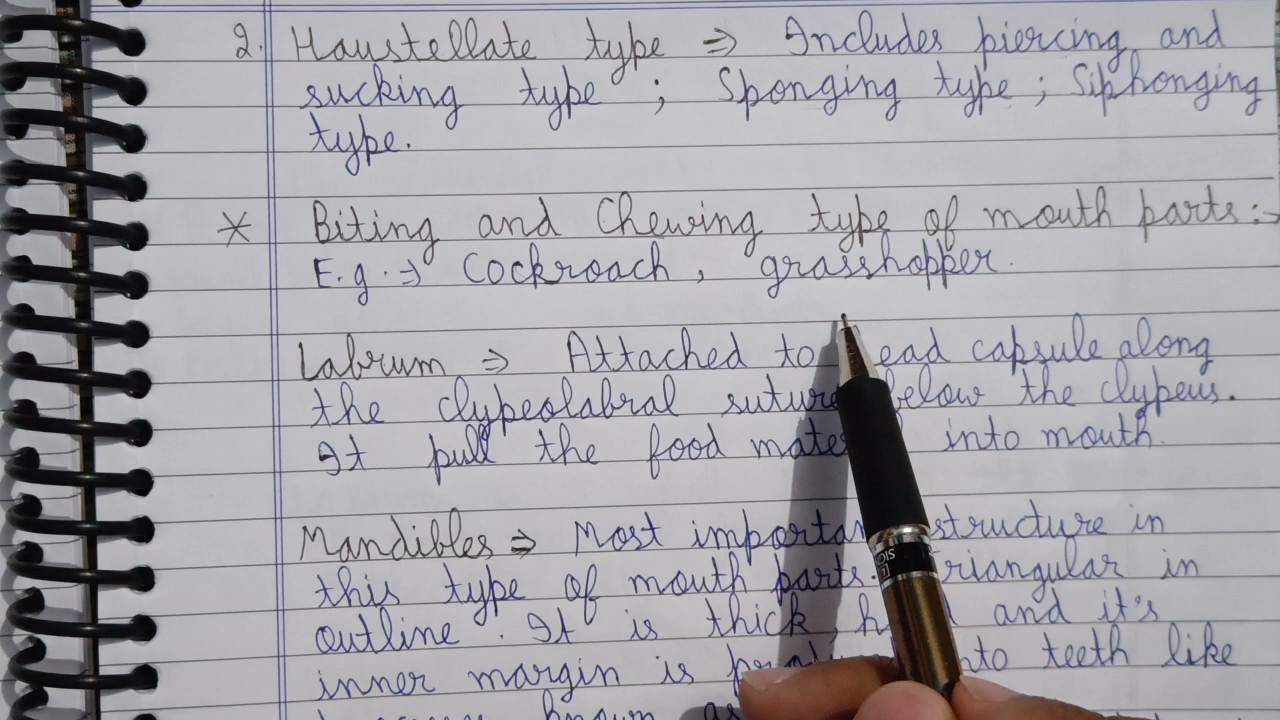 2. Haustellate type ⇒ Includes piercing and
sucking type ; Sponging type ; Siphonging
type.
* Biting and Chewing type of mouth parts :-
E.g. → Cockroach , grasshopper.
Labrum ⇒ Attached to ead capsule along
the clypeolabral suture below the clypeus.
It pull the food mate into mouth.
Mandibles ⇒ Most importan structure in
this type of mouth parts. riangular in
outline . It is thick, h and it's
inner margin is nto teeth like
known as